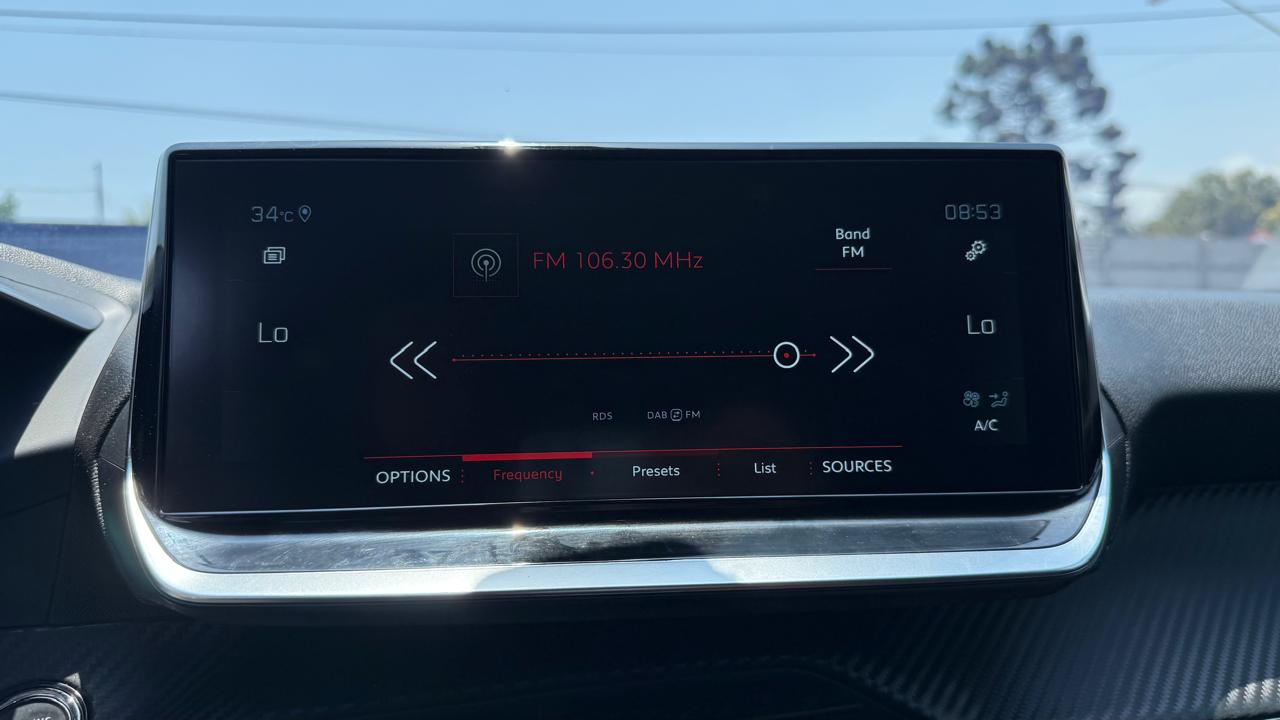 34°C
08:53
FM 106.30 MHz
Band
FM
Lo
Lo
RDS
DAB FM
A/C
OPTIONS
Frequency
Presets
List
SOURCES